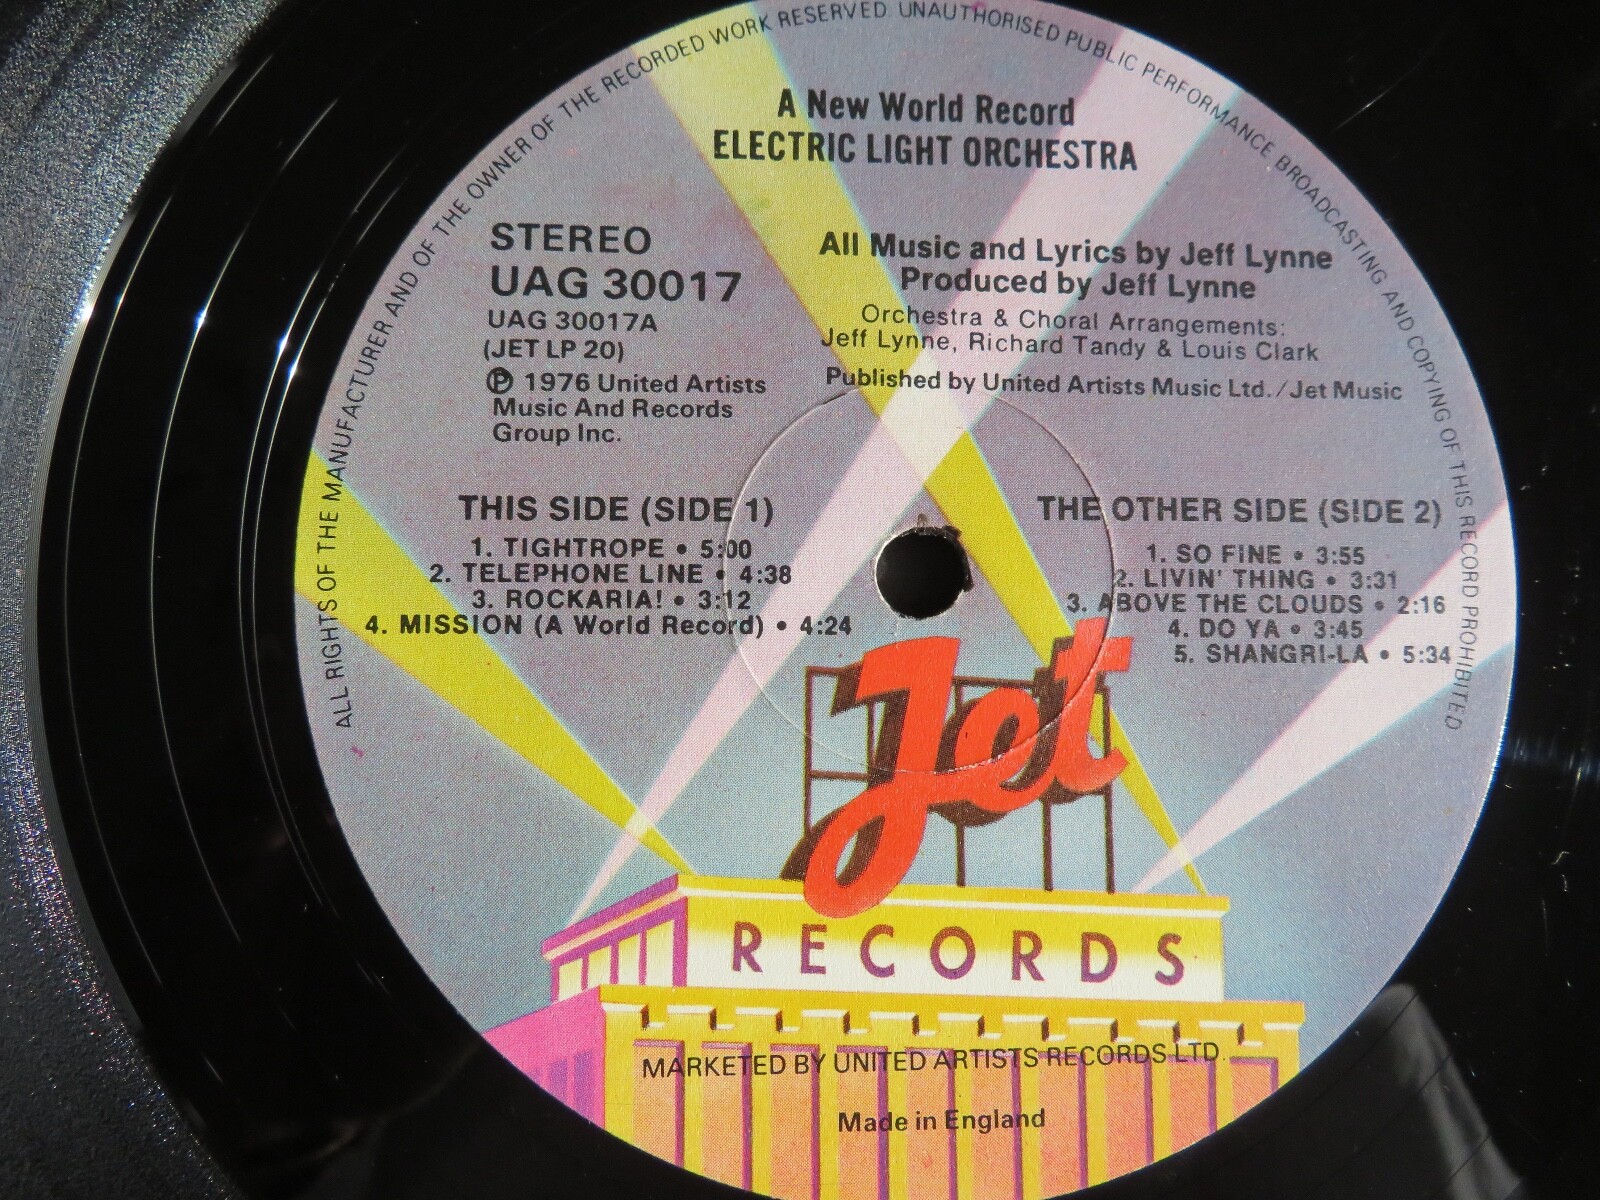 ALL RIGHTS OF THE MANUFACTURER AND OF THE OWNER OF THE RECORDED WORK RESERVED UNAUTHORISED PUBLIC PERFORMANCE BROADCASTING AND COPYING OF THIS RECORD PROHIBITED
A New World Record
ELECTRIC LIGHT ORCHESTRA
STEREO
UAG 30017
UAG 30017A
(JET LP 20)
Ⓟ 1976 United Artists
Music And Records
Group Inc.
All Music and Lyrics by Jeff Lynne
Produced by Jeff Lynne
Orchestra & Choral Arrangements:
Jeff Lynne, Richard Tandy & Louis Clark
Published by United Artists Music Ltd./Jet Music
THIS SIDE (SIDE 1)
1. TIGHTROPE • 5:00
2. TELEPHONE LINE • 4:38
3. ROCKARIA! • 3:12
4. MISSION (A World Record) • 4:24
THE OTHER SIDE (SIDE 2)
1. SO FINE • 3:55
2. LIVIN' THING • 3:31
3. ABOVE THE CLOUDS • 2:16
4. DO YA • 3:45
5. SHANGRI-LA • 5:34
Jet
RECORDS
MARKETED BY UNITED ARTISTS RECORDS LTD.
Made in England